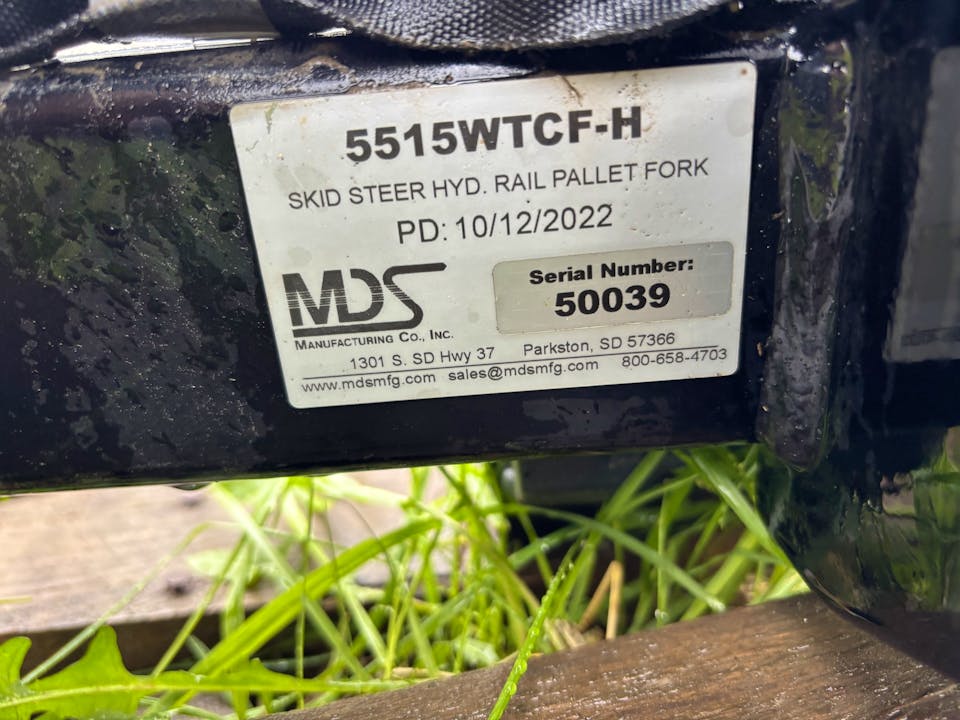 5515WTCF-H
SKID STEER HYD. RAIL PALLET FORK
PD: 10/12/2022
MDS
MANUFACTURING CO., INC.
Serial Number:
50039
1301 S. SD Hwy 37 Parkston, SD 57366
www.mdsmfg.com sales@mdsmfg.com 800-658-4703